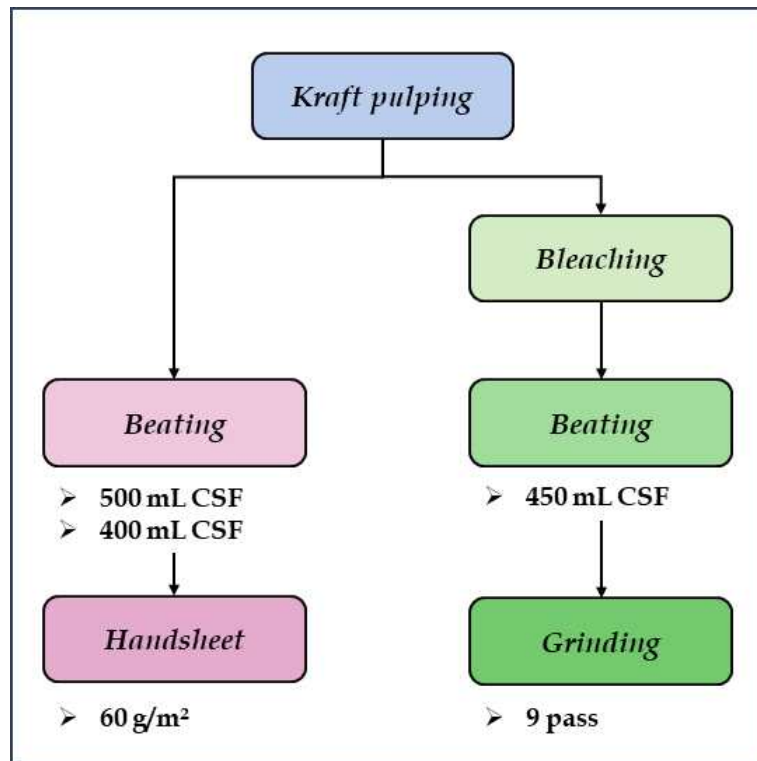 Kraft pulping
Bleaching
Beating
Beating
➢ 500 mL CSF
➢ 400 mL CSF
➢ 450 mL CSF
Handsheet
Grinding
➢ 60 g/m²
➢ 9 pass